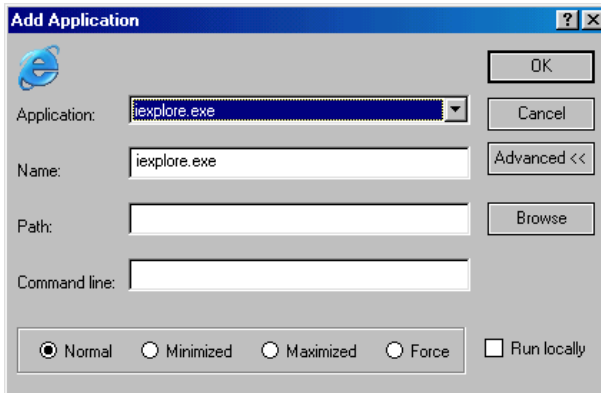 Add Application
OK
Application: iexplore.exe
Cancel
Name: iexplore.exe
Advanced <<
Path:
Browse
Command line:
Normal Minimized Maximized Force Run locally